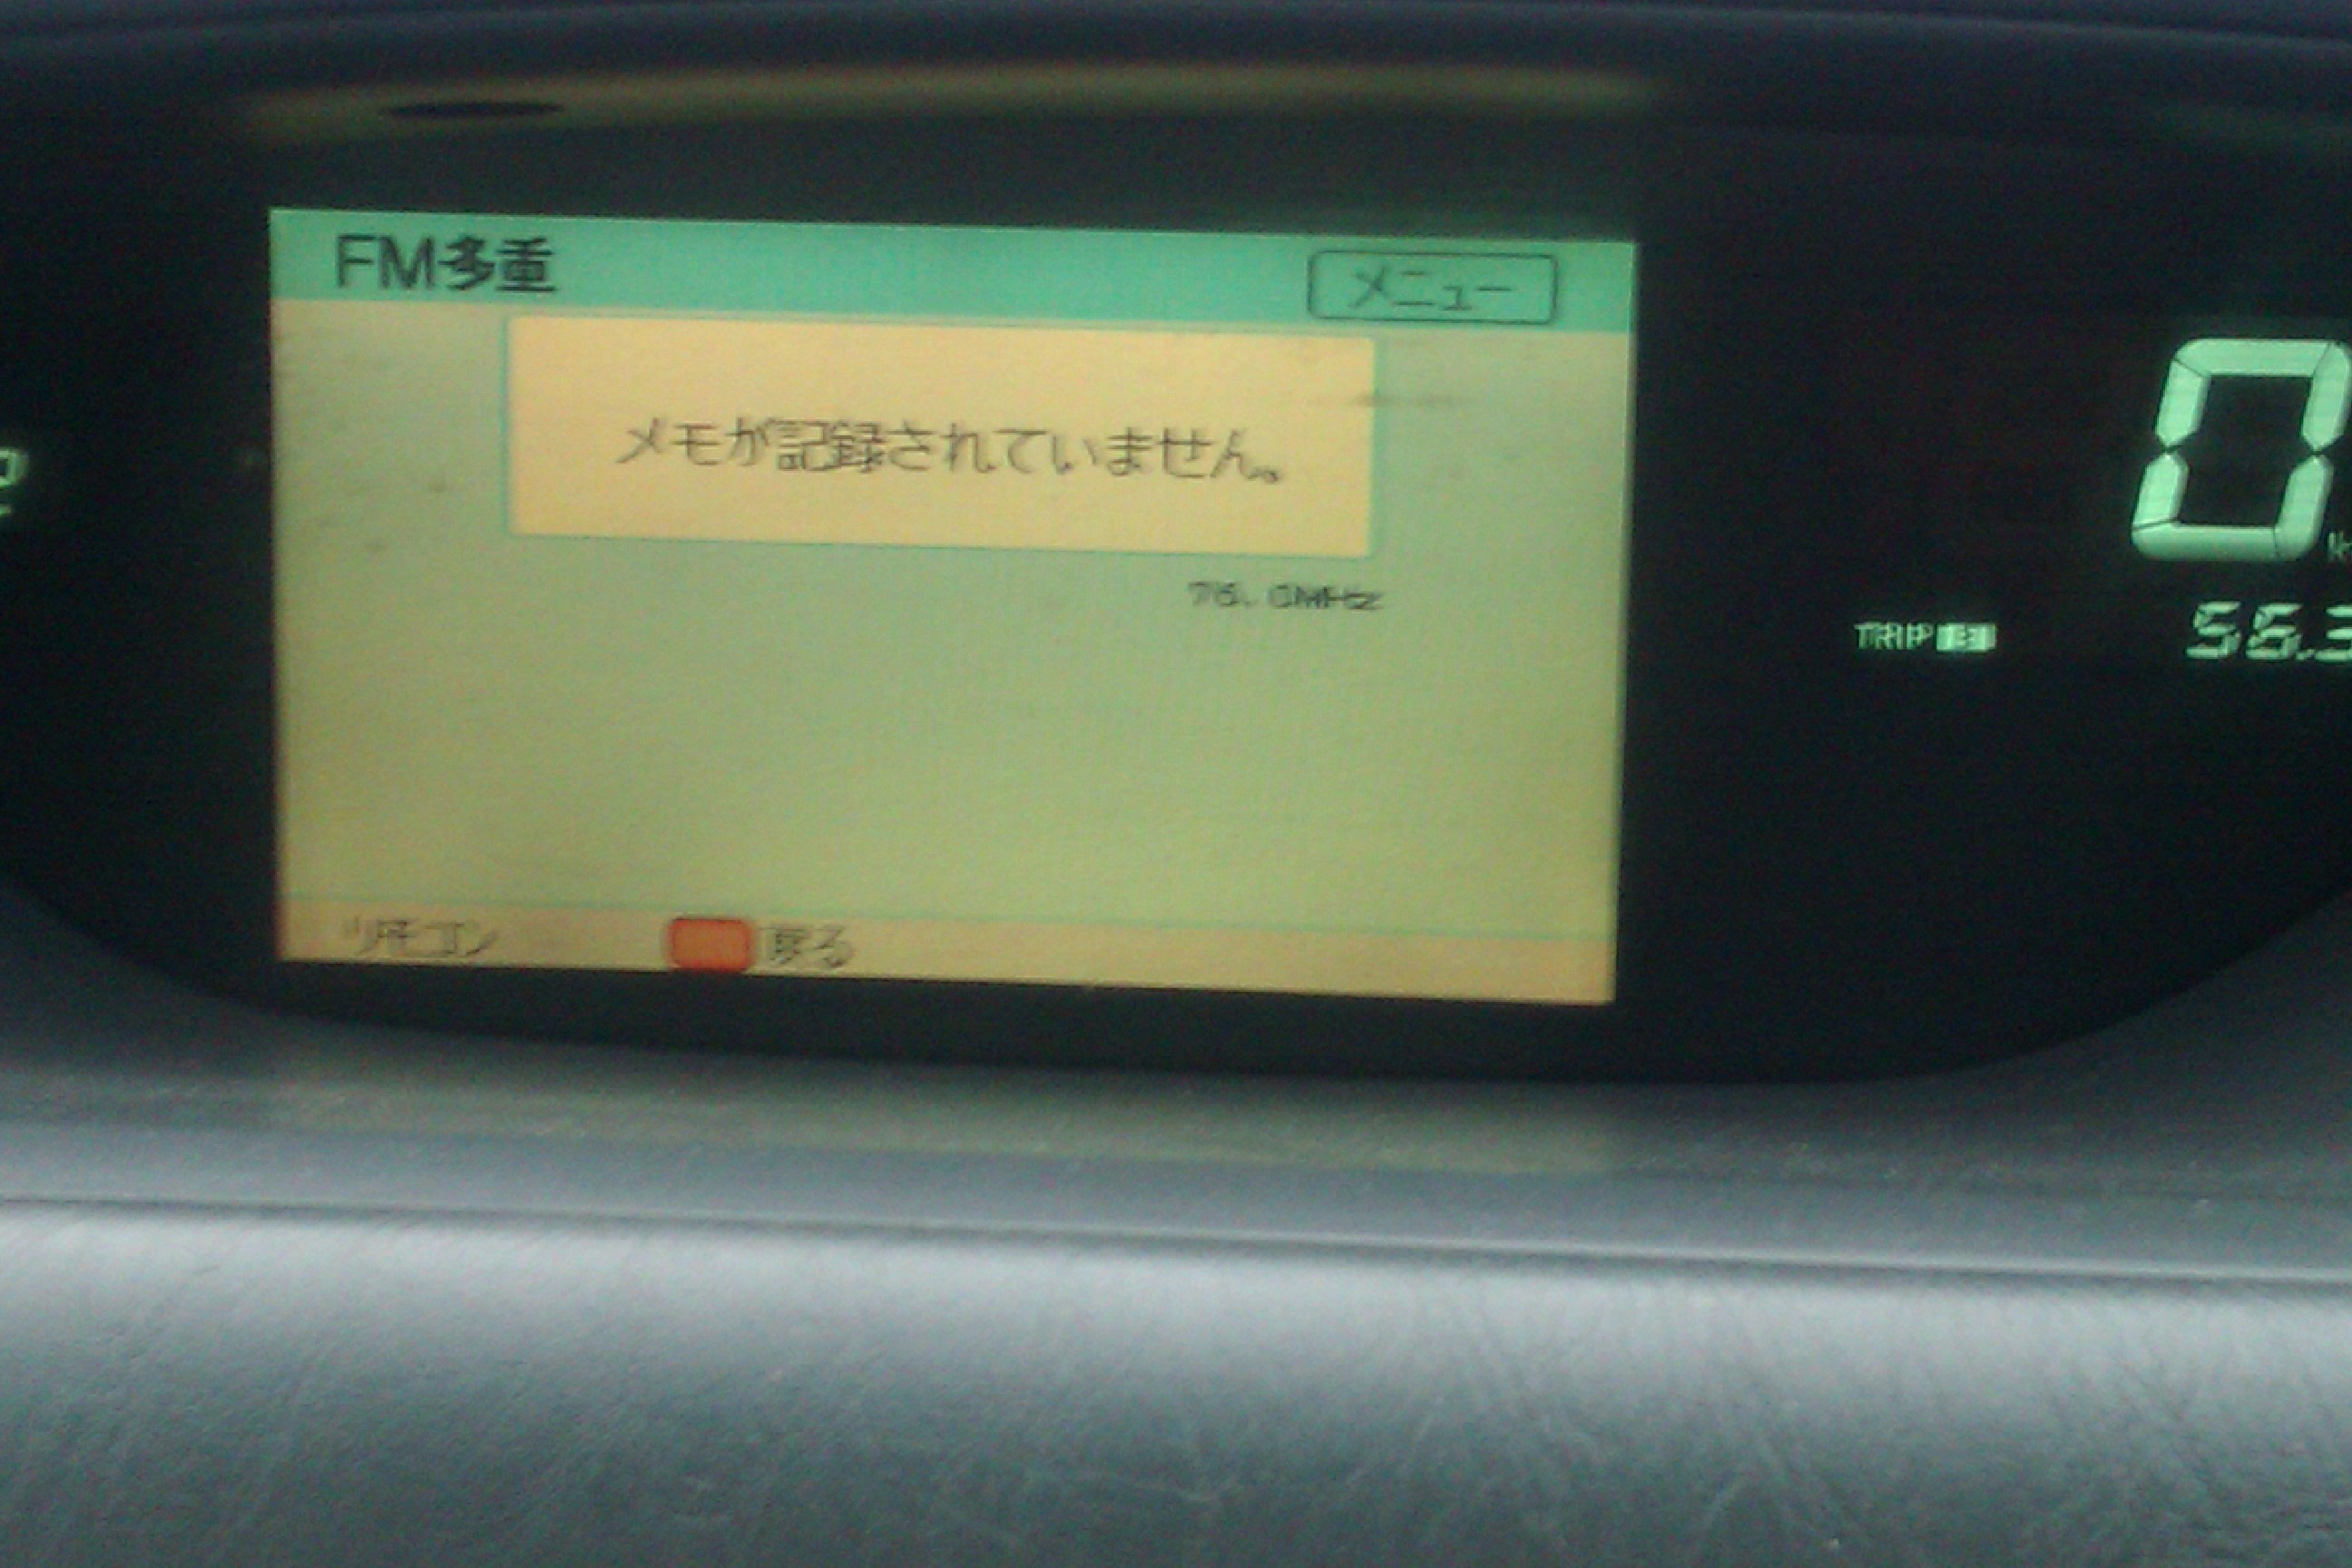 FM多重
メニュー
メモが記録されていません。
76.0MHz
0
TRIP B
56.3
リモコン
戻る